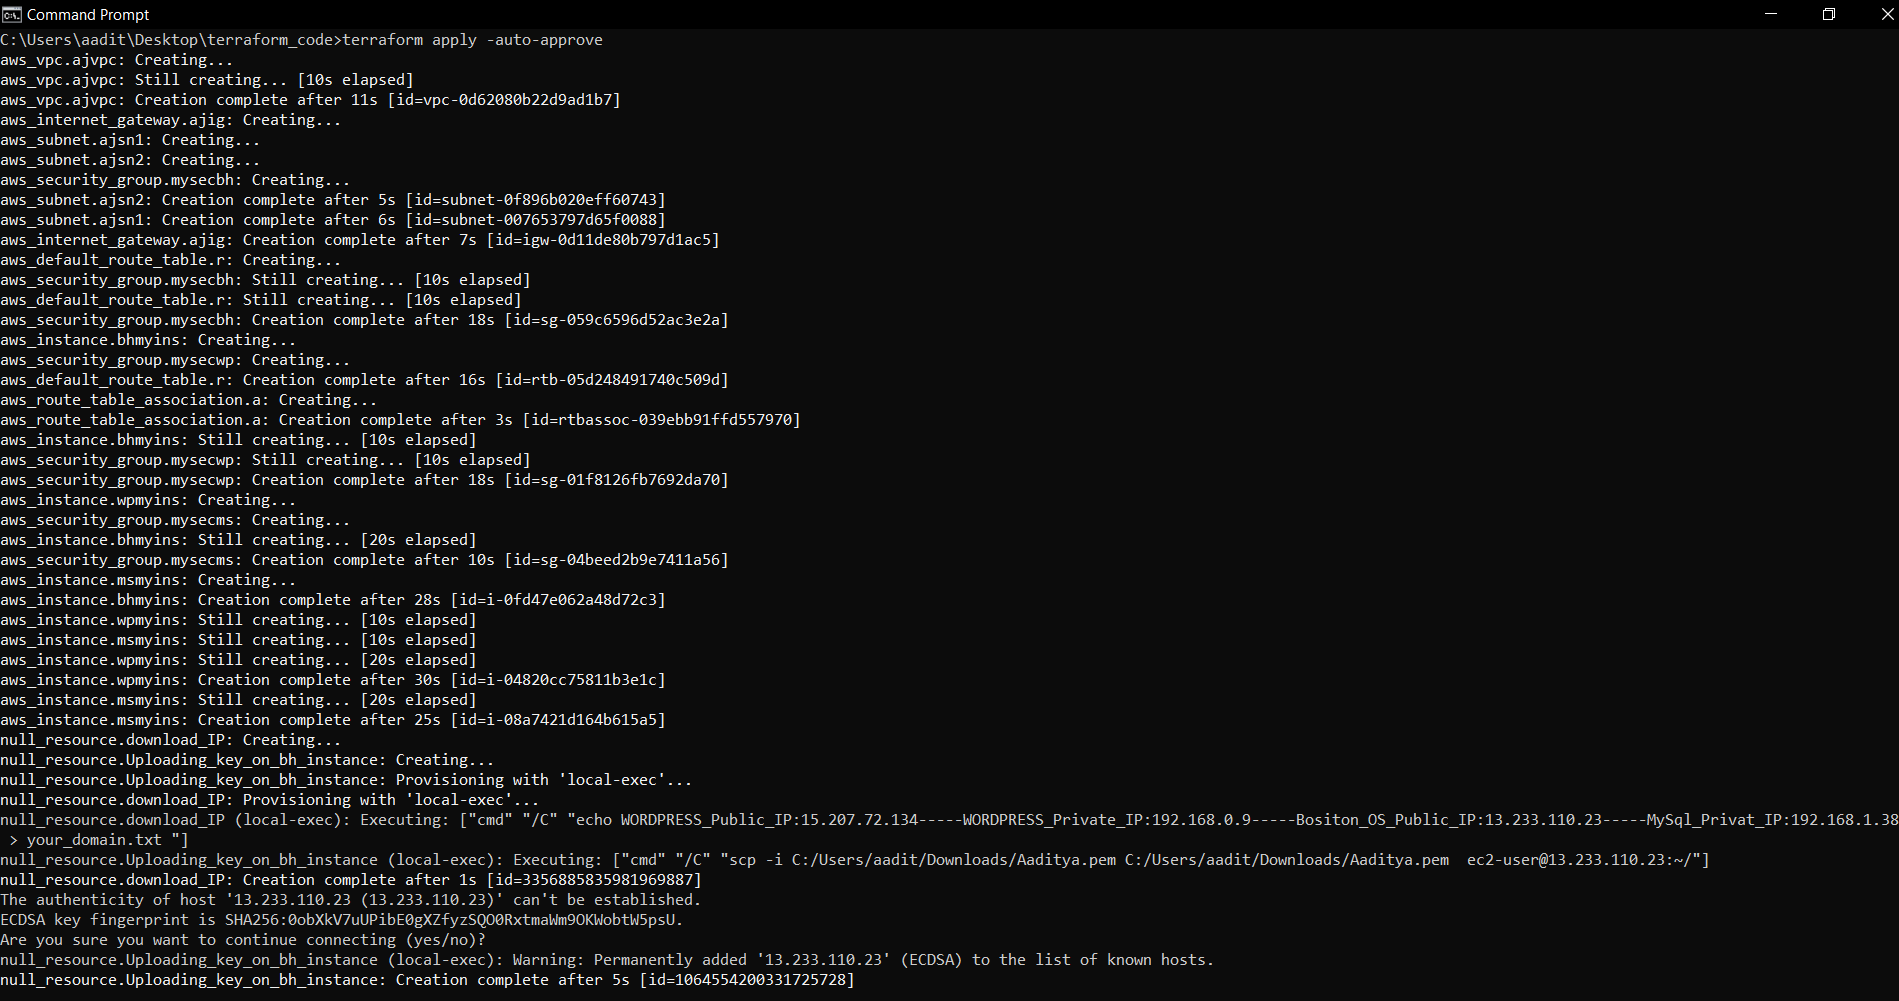 Command Prompt
C:\Users\aadit\Desktop\terraform_code>terraform apply -auto-approve
aws_vpc.ajvpc: Creating...
aws_vpc.ajvpc: Still creating... [10s elapsed]
aws_vpc.ajvpc: Creation complete after 11s [id=vpc-0d62080b22d9ad1b7]
aws_internet_gateway.ajig: Creating...
aws_subnet.ajsn1: Creating...
aws_subnet.ajsn2: Creating...
aws_security_group.mysecbh: Creating...
aws_subnet.ajsn2: Creation complete after 5s [id=subnet-0f896b020eff60743]
aws_subnet.ajsn1: Creation complete after 6s [id=subnet-007653797d65f0088]
aws_internet_gateway.ajig: Creation complete after 7s [id=igw-0d11de80b797d1ac5]
aws_default_route_table.r: Creating...
aws_security_group.mysecbh: Still creating... [10s elapsed]
aws_default_route_table.r: Still creating... [10s elapsed]
aws_security_group.mysecbh: Creation complete after 18s [id=sg-059c6596d52ac3e2a]
aws_instance.bhmyins: Creating...
aws_security_group.mysecwp: Creating...
aws_default_route_table.r: Creation complete after 16s [id=rtb-05d248491740c509d]
aws_route_table_association.a: Creating...
aws_route_table_association.a: Creation complete after 3s [id=rtbassoc-039ebb91ffd557970]
aws_instance.bhmyins: Still creating... [10s elapsed]
aws_security_group.mysecwp: Still creating... [10s elapsed]
aws_security_group.mysecwp: Creation complete after 18s [id=sg-01f8126fb7692da70]
aws_instance.wpmyins: Creating...
aws_security_group.mysecms: Creating...
aws_instance.bhmyins: Still creating... [20s elapsed]
aws_security_group.mysecms: Creation complete after 10s [id=sg-04beed2b9e7411a56]
aws_instance.msmyins: Creating...
aws_instance.bhmyins: Creation complete after 28s [id=i-0fd47e062a48d72c3]
aws_instance.wpmyins: Still creating... [10s elapsed]
aws_instance.msmyins: Still creating... [10s elapsed]
aws_instance.wpmyins: Still creating... [20s elapsed]
aws_instance.wpmyins: Creation complete after 30s [id=i-04820cc75811b3e1c]
aws_instance.msmyins: Still creating... [20s elapsed]
aws_instance.msmyins: Creation complete after 25s [id=i-08a7421d164b615a5]
null_resource.download_IP: Creating...
null_resource.Uploading_key_on_bh_instance: Creating...
null_resource.Uploading_key_on_bh_instance: Provisioning with 'local-exec'...
null_resource.download_IP: Provisioning with 'local-exec'...
null_resource.download_IP (local-exec): Executing: ["cmd" "/C" "echo WORDPRESS_Public_IP:15.207.72.134-----WORDPRESS_Private_IP:192.168.0.9-----Bositon_OS_Public_IP:13.233.110.23-----MySql_Privat_IP:192.168.1.38
 > your_domain.txt "]
null_resource.Uploading_key_on_bh_instance (local-exec): Executing: ["cmd" "/C" "scp -i C:/Users/aadit/Downloads/Aaditya.pem C:/Users/aadit/Downloads/Aaditya.pem  ec2-user@13.233.110.23:~/"]
null_resource.download_IP: Creation complete after 1s [id=3356885835981969887]
The authenticity of host '13.233.110.23 (13.233.110.23)' can't be established.
ECDSA key fingerprint is SHA256:0obXkV7uUPibE0gXZfyzSQO0RxtmaWm9OKWobtW5psU.
Are you sure you want to continue connecting (yes/no)?
null_resource.Uploading_key_on_bh_instance (local-exec): Warning: Permanently added '13.233.110.23' (ECDSA) to the list of known hosts.
null_resource.Uploading_key_on_bh_instance: Creation complete after 5s [id=1064554200331725728]